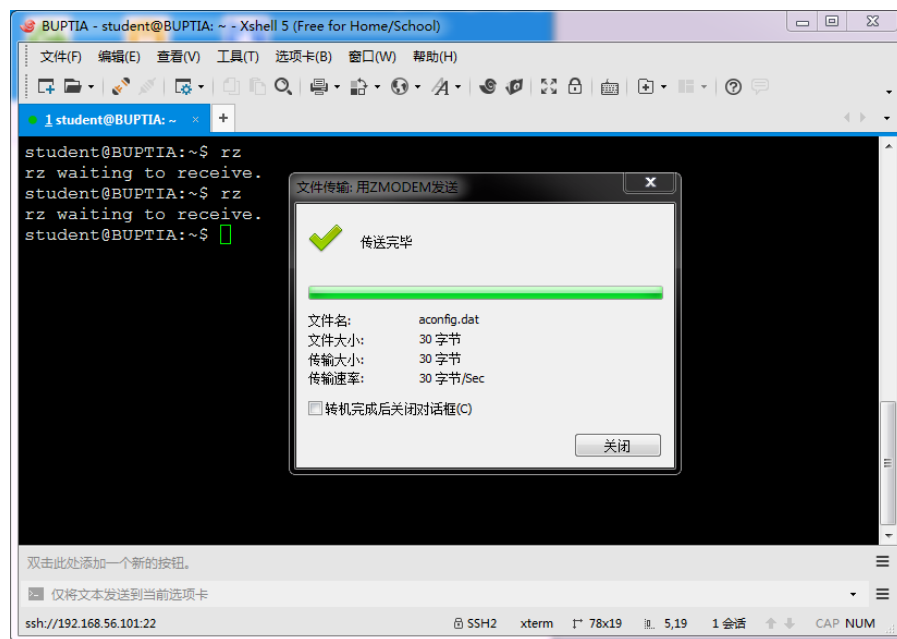 BUPTIA - student@BUPTIA: ~ - Xshell 5 (Free for Home/School)
文件(F) 编辑(E) 查看(V) 工具(T) 选项卡(B) 窗口(W) 帮助(H)
1 student@BUPTIA: ~ × +
student@BUPTIA:~$ rz
rz waiting to receive.
student@BUPTIA:~$ rz
rz waiting to receive.
student@BUPTIA:~$
文件传输: 用ZMODEM发送
传送完毕
文件名: aconfig.dat
文件大小: 30 字节
传输大小: 30 字节
传输速率: 30 字节/Sec
转机完成后关闭对话框(C)
关闭
双击此处添加一个新的按钮。
仅将文本发送到当前选项卡
ssh://192.168.56.101:22 SSH2 xterm 78x19 5,19 1 会话 CAP NUM